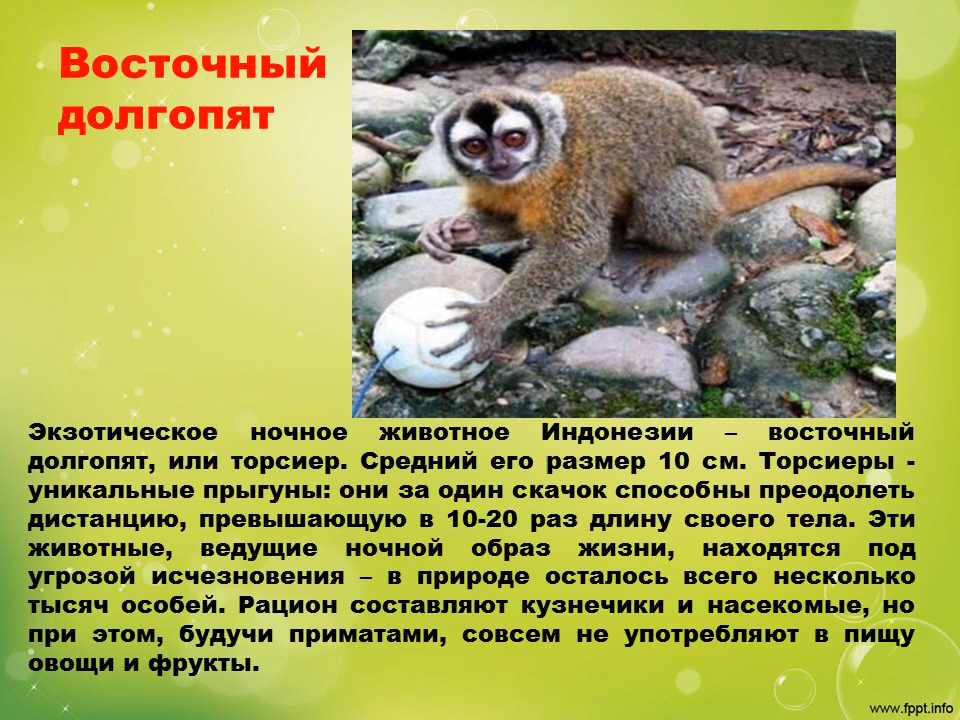 Восточный
долгопят
Экзотическое ночное животное Индонезии – восточный
долгопят, или торсиер. Средний его размер 10 см. Торсиеры -
уникальные прыгуны: они за один скачок способны преодолеть
дистанцию, превышающую в 10-20 раз длину своего тела. Эти
животные, ведущие ночной образ жизни, находятся под
угрозой исчезновения – в природе осталось всего несколько
тысяч особей. Рацион составляют кузнечики и насекомые, но
при этом, будучи приматами, совсем не употребляют в пищу
овощи и фрукты.
www.fppt.info